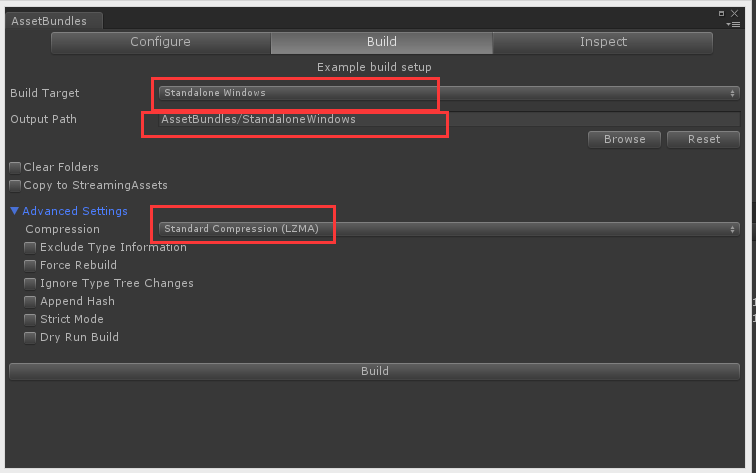 AssetBundles
Configure Build Inspect
Example build setup
Build Target Standalone Windows
Output Path AssetBundles/StandaloneWindows
Browse Reset
Clear Folders
Copy to StreamingAssets
Advanced Settings
Compression Standard Compression (LZMA)
Exclude Type Information
Force Rebuild
Ignore Type Tree Changes
Append Hash
Strict Mode
Dry Run Build
Build